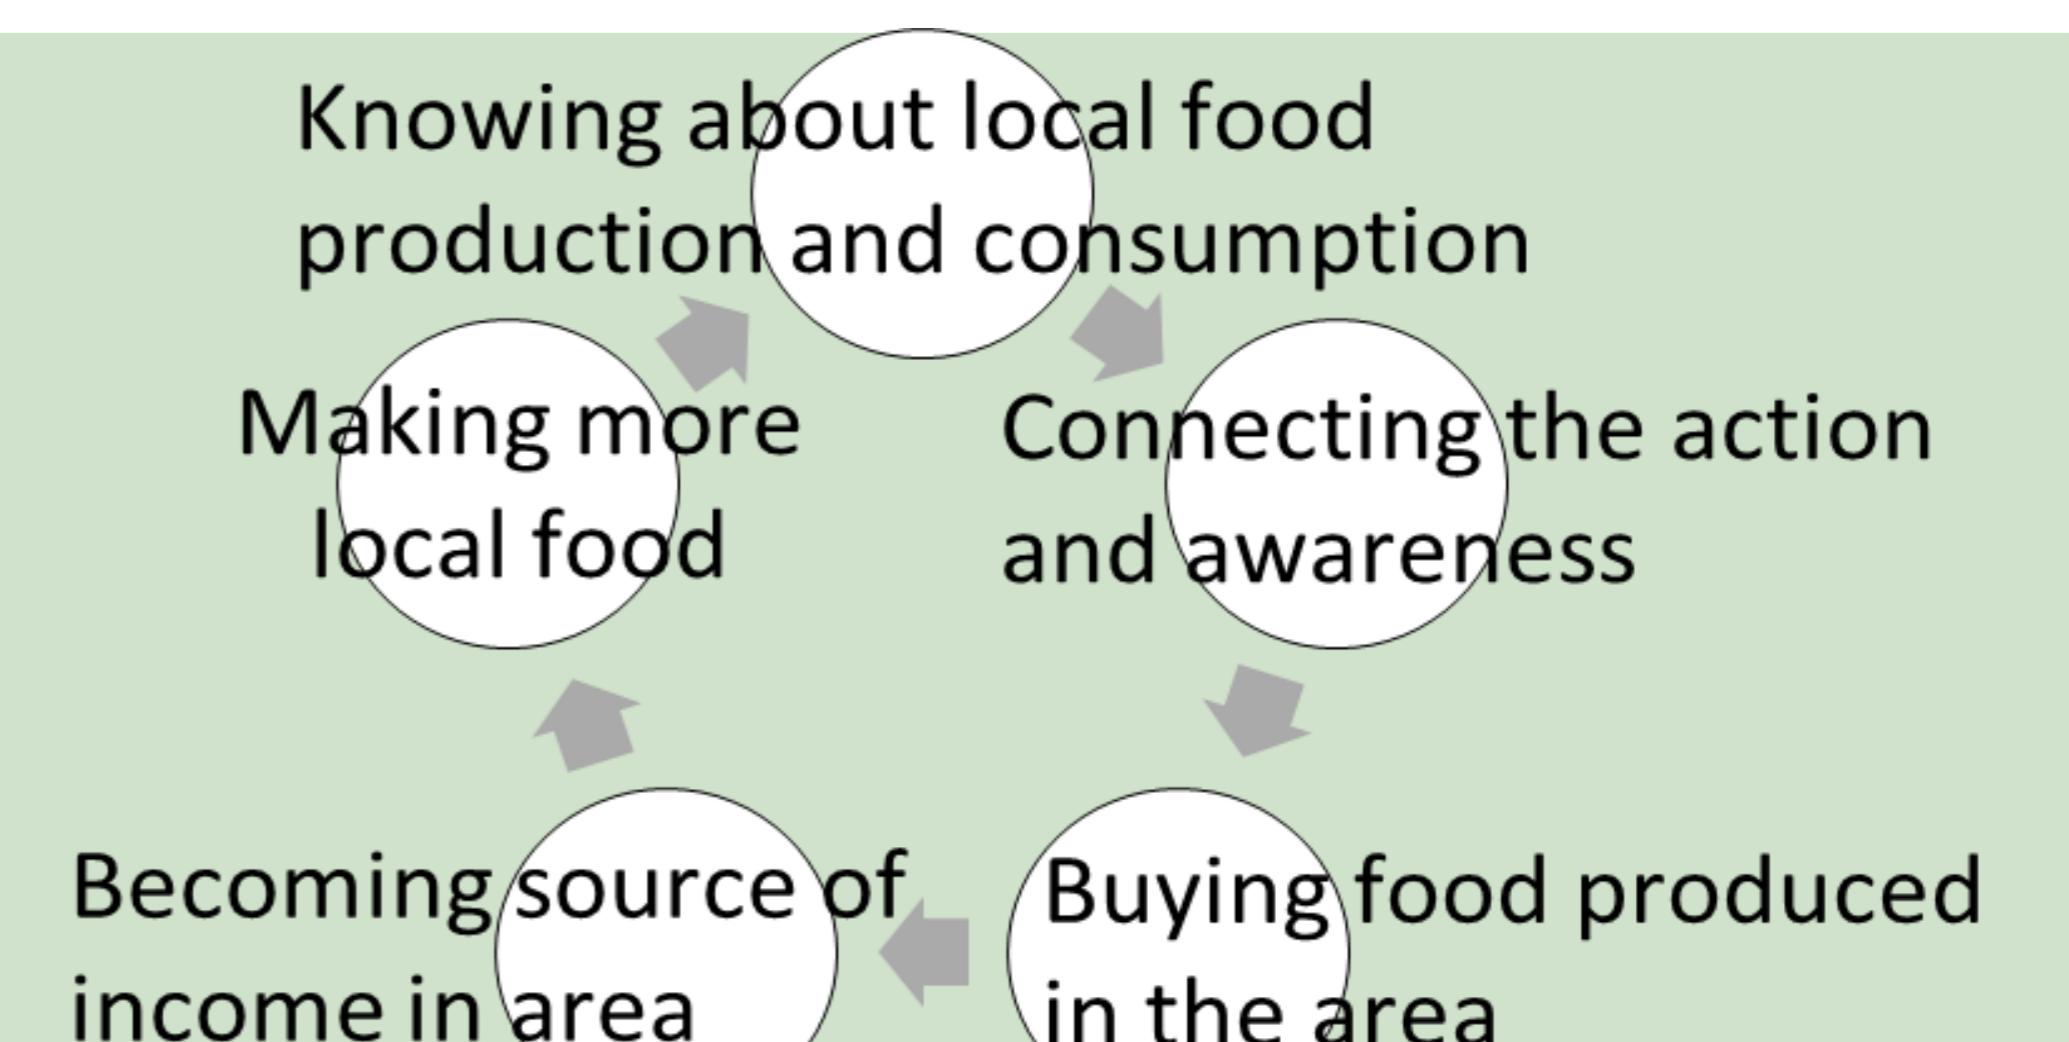 Knowing about local food
production and consumption
Making more
local food
Connecting the action
and awareness
Becoming source of
income in area
Buying food produced
in the area